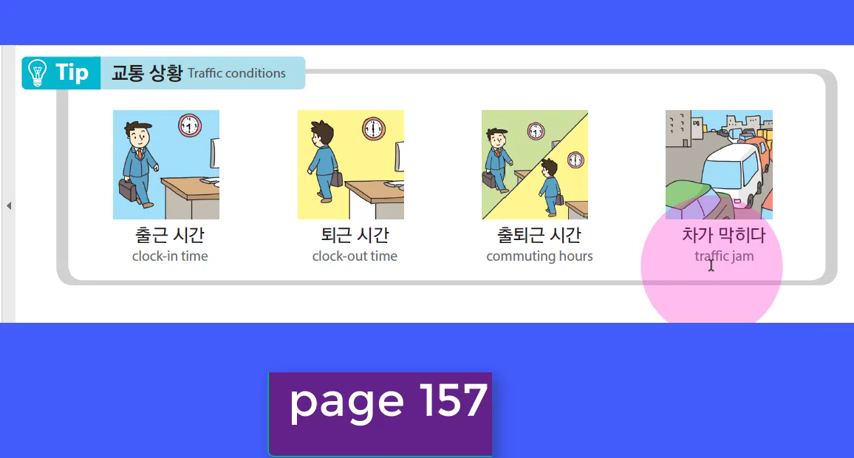 Tip 교통 상황 Traffic conditions
출근 시간 퇴근 시간 출퇴근 시간 차가 막히다
clock-in time clock-out time commuting hours traffic jam
page 157